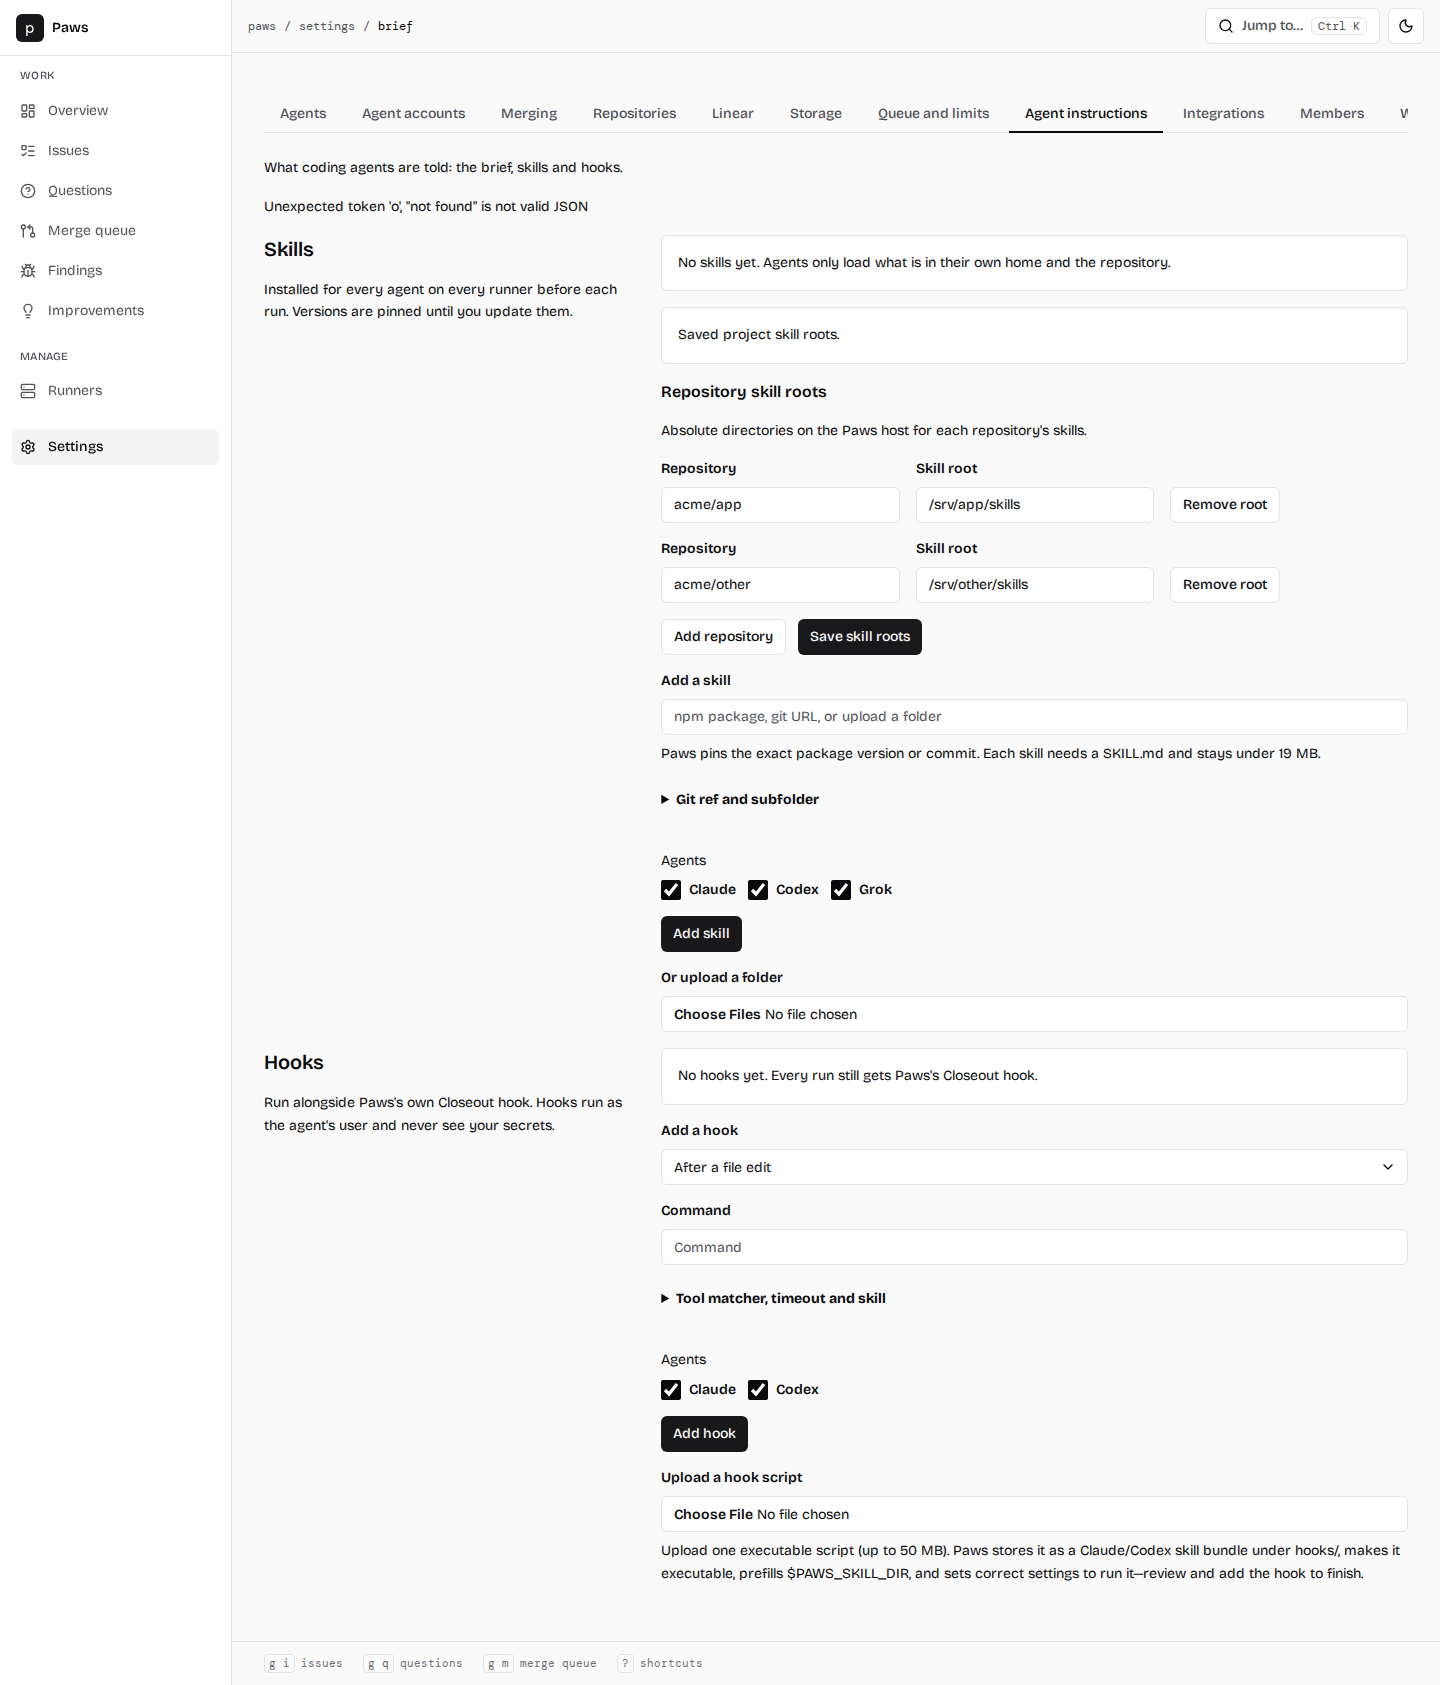 p Paws
paws / settings / brief
Jump to... Ctrl K
WORK
Overview
Issues
Questions
Merge queue
Findings
Improvements
MANAGE
Runners
Settings
Agents Agent accounts Merging Repositories Linear Storage Queue and limits Agent instructions Integrations Members
What coding agents are told: the brief, skills and hooks.
Unexpected token 'o', "not found" is not valid JSON
Skills
Installed for every agent on every runner before each
run. Versions are pinned until you update them.
No skills yet. Agents only load what is in their own home and the repository.
Saved project skill roots.
Repository skill roots
Absolute directories on the Paws host for each repository's skills.
Repository Skill root
acme/app /srv/app/skills Remove root
Repository Skill root
acme/other /srv/other/skills Remove root
Add repository Save skill roots
Add a skill
npm package, git URL, or upload a folder
Paws pins the exact package version or commit. Each skill needs a SKILL.md and stays under 19 MB.
Git ref and subfolder
Agents
Claude Codex Grok
Add skill
Or upload a folder
Choose Files No file chosen
Hooks
Run alongside Paws's own Closeout hook. Hooks run as
the agent's user and never see your secrets.
No hooks yet. Every run still gets Paws's Closeout hook.
Add a hook
After a file edit
Command
Command
Tool matcher, timeout and skill
Agents
Claude Codex
Add hook
Upload a hook script
Choose File No file chosen
Upload one executable script (up to 50 MB). Paws stores it as a Claude/Codex skill bundle under hooks/, makes it
executable, prefills $PAWS_SKILL_DIR, and sets correct settings to run it—review and add the hook to finish.
g i issues g q questions g m merge queue ? shortcuts